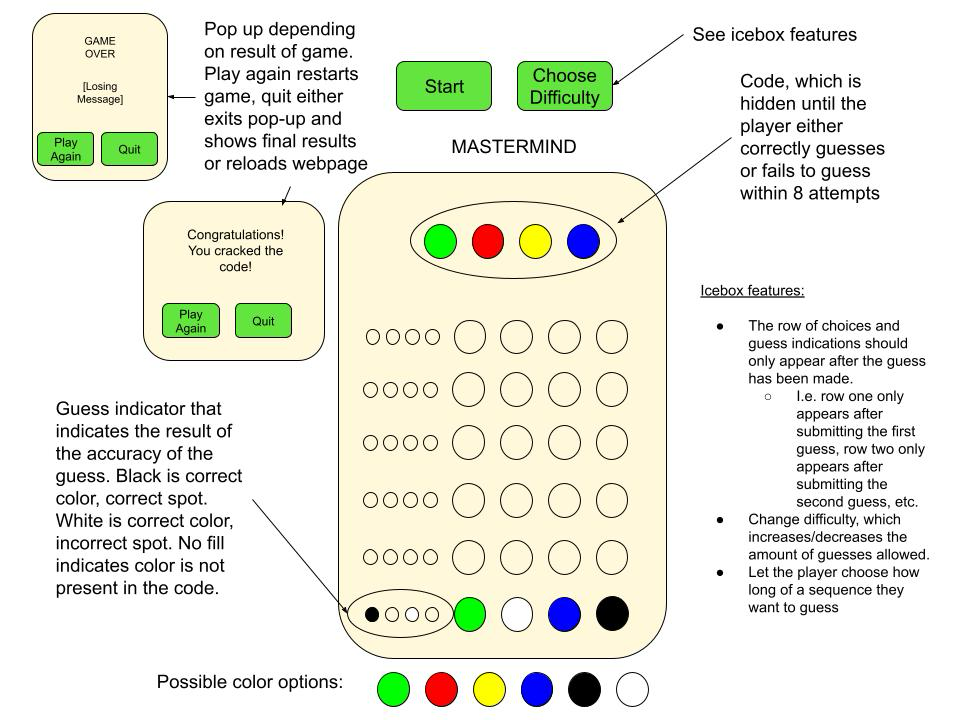 GAME
OVER
[Losing
Message]
Play
Again
Quit
Pop up depending
on result of game.
Play again restarts
game, quit either
exits pop-up and
shows final results
or reloads webpage
Start
Choose
Difficulty
See icebox features
Code, which is
hidden until the
player either
correctly guesses
or fails to guess
within 8 attempts
MASTERMIND
Congratulations!
You cracked the
code!
Play
Again
Quit
Icebox features:
● The row of choices and
guess indications should
only appear after the guess
has been made.
○ I.e. row one only
appears after
submitting the first
guess, row two only
appears after
submitting the
second guess, etc.
● Change difficulty, which
increases/decreases the
amount of guesses allowed.
● Let the player choose how
long of a sequence they
want to guess
Guess indicator that
indicates the result of
the accuracy of the
guess. Black is correct
color, correct spot.
White is correct color,
incorrect spot. No fill
indicates color is not
present in the code.
Possible color options: